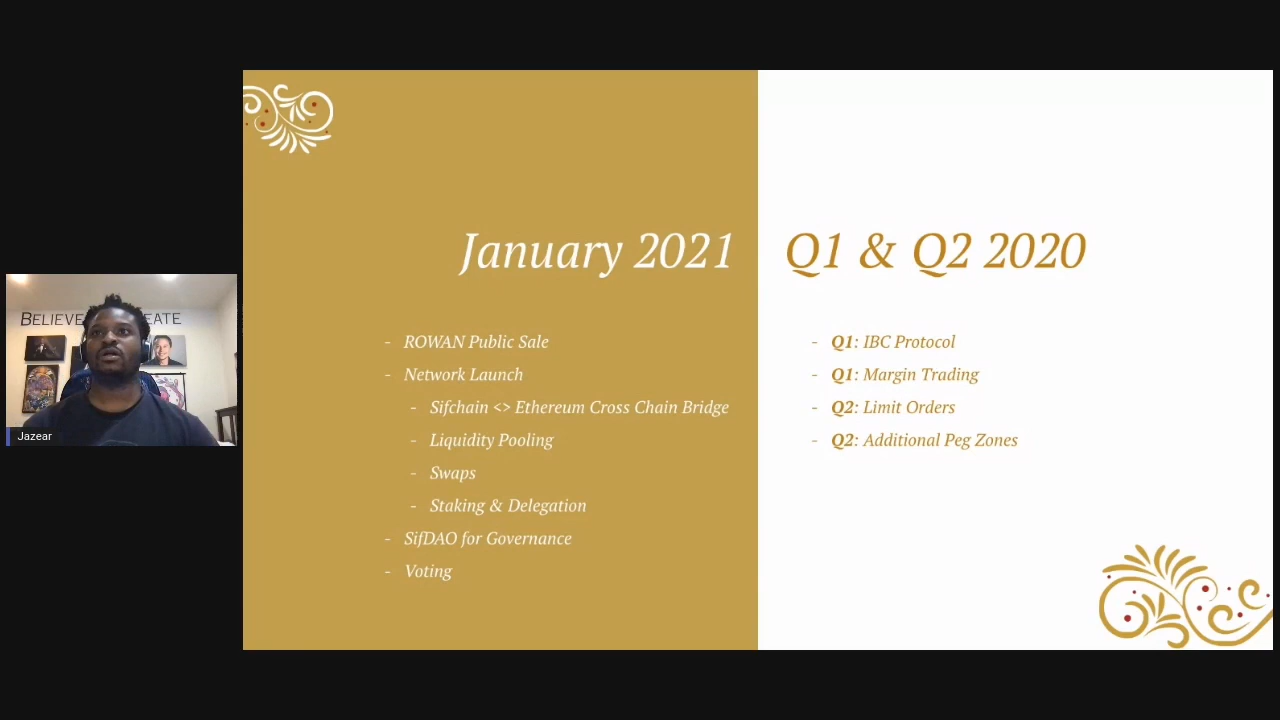 January 2021
- ROWAN Public Sale
- Network Launch
- Sifchain <> Ethereum Cross Chain Bridge
- Liquidity Pooling
- Swaps
- Staking & Delegation
- SifDAO for Governance
- Voting
Q1 & Q2 2020
- Q1: IBC Protocol
- Q1: Margin Trading
- Q2: Limit Orders
- Q2: Additional Peg Zones
BELIEVE EATE
Jazear